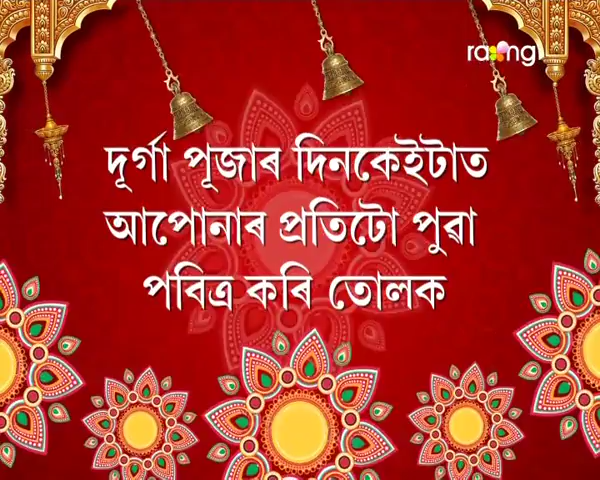 rang
দূৰ্গা পূজাৰ দিনকেইটাত
আপোনাৰ প্ৰতিটো পুৱা
পবিত্ৰ কৰি তোলক